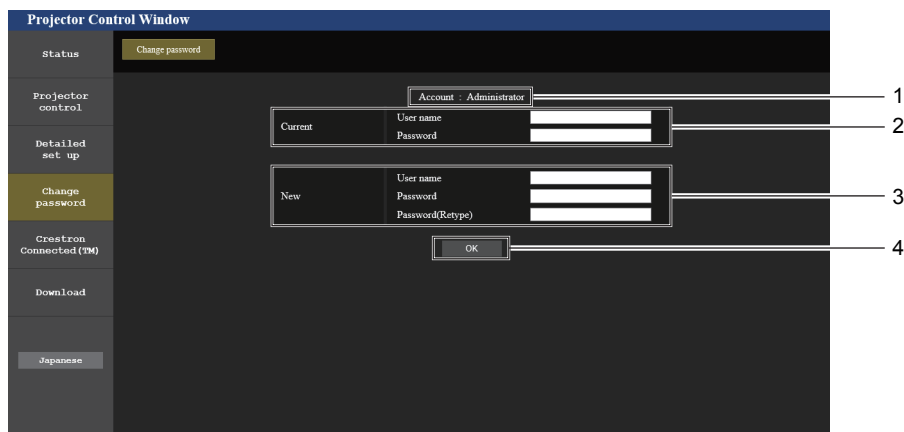 Projector Control Window
Status
Change password
Projector
control
Detailed
set up
Change
password
Crestron
Connected(TM)
Download
Japanese
Account : Administrator
Current
User name
Password
New
User name
Password
Password(Retype)
OK
1
2
3
4